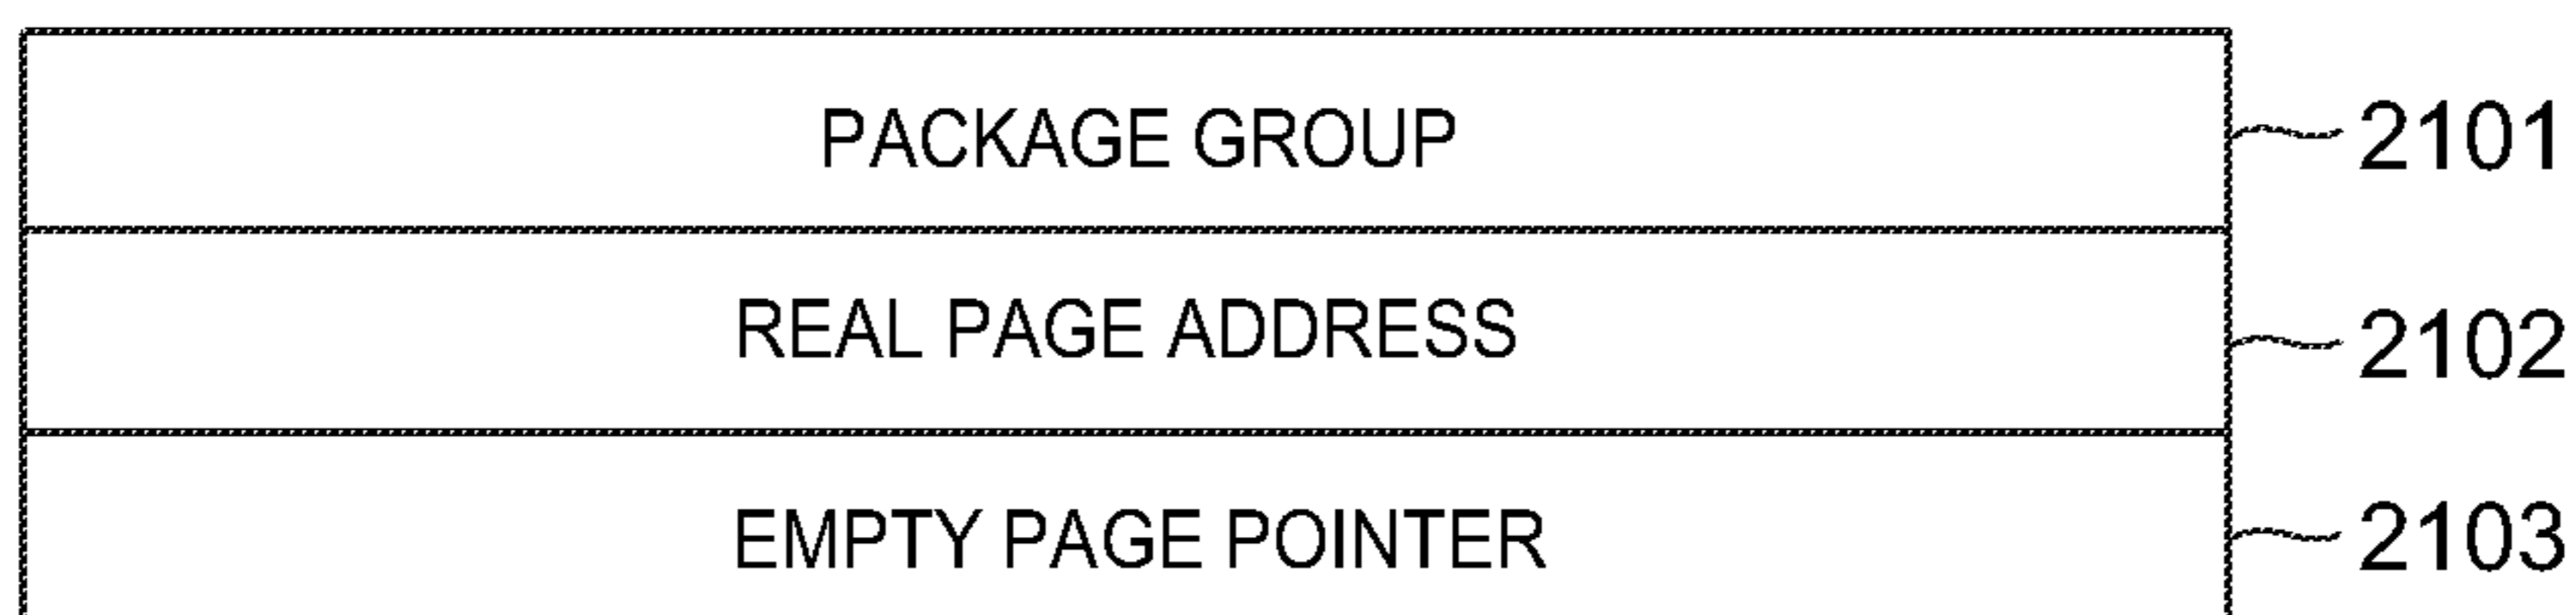 PACKAGE GROUP 2101
REAL PAGE ADDRESS 2102
EMPTY PAGE POINTER 2103